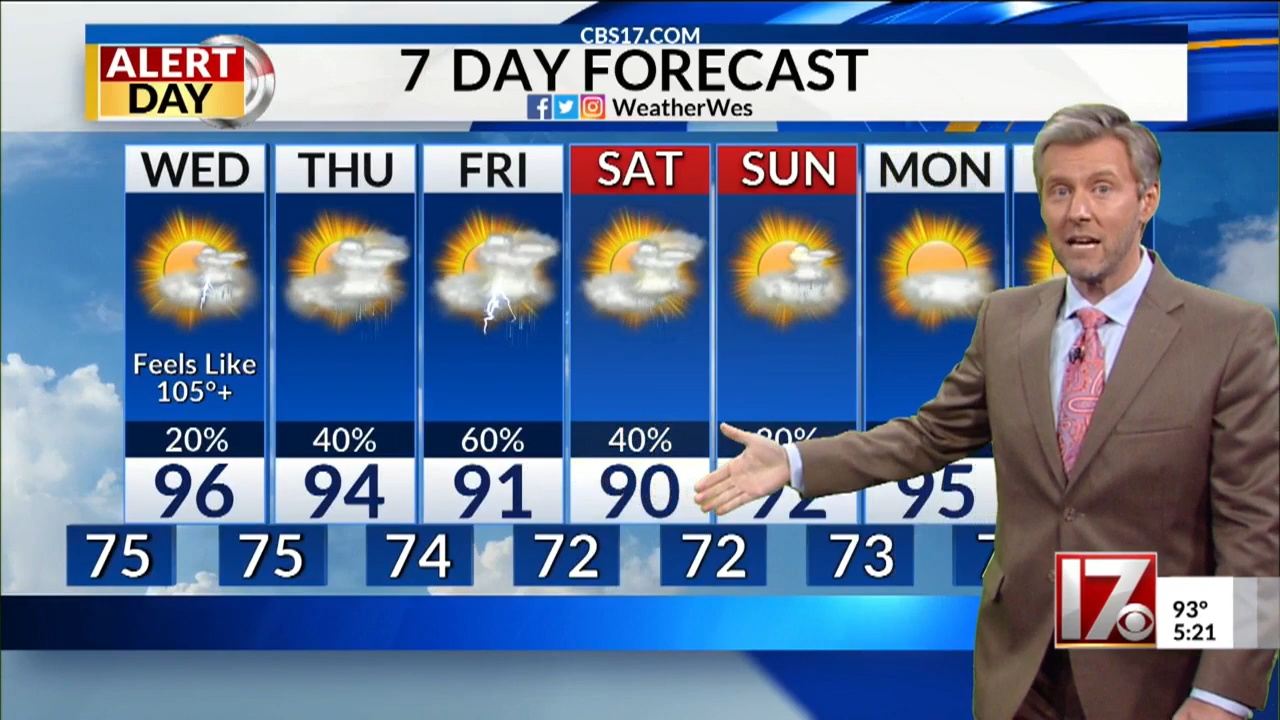 CBS17.COM
ALERT
DAY
7 DAY FORECAST
WeatherWes
WED THU FRI SAT SUN MON
Feels Like
105°+
20% 40% 60% 40%
96 94 91 90 92 95
75 75 74 72 72 73
17
93°
5:21